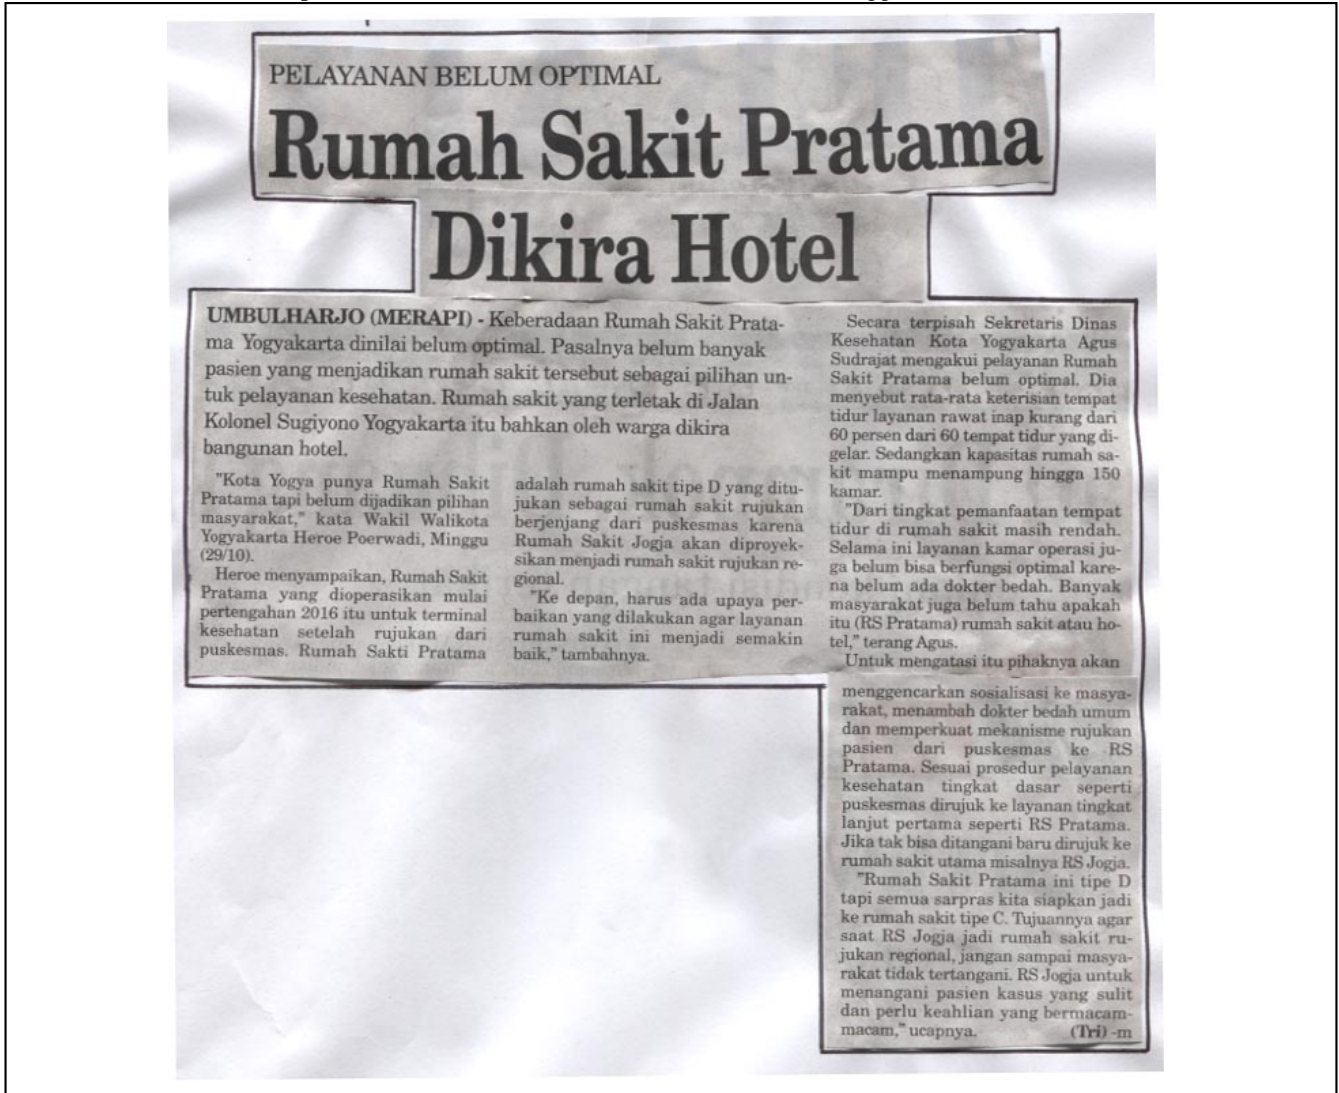 PELAYANAN BELUM OPTIMAL
Rumah Sakit Pratama
Dikira Hotel
UMBULHARJO (MERAPI) - Keberadaan Rumah Sakit Prata-
ma Yogyakarta dinilai belum optimal. Pasalnya belum banyak
pasien yang menjadikan rumah sakit tersebut sebagai pilihan un-
tuk pelayanan kesehatan. Rumah sakit yang terletak di Jalan
Kolonel Sugiyono Yogyakarta itu bahkan oleh warga dikira
bangunan hotel.
"Kota Yogya punya Rumah Sakit
Pratama tapi belum dijadikan pilihan
masyarakat," kata Wakil Walikota
Yogyakarta Heroe Poerwadi, Minggu
(29/10).
Heroe menyampaikan, Rumah Sakit
Pratama yang dioperasikan mulai
pertengahan 2016 itu untuk terminal
kesehatan setelah rujukan dari
puskesmas. Rumah Sakti Pratama
adalah rumah sakit tipe D yang ditu-
jukan sebagai rumah sakit rujukan
berjenjang dari puskesmas karena
Rumah Sakit Jogja akan diproyek-
sikan menjadi rumah sakit rujukan re-
gional.
"Ke depan, harus ada upaya per-
baikan yang dilakukan agar layanan
rumah sakit ini menjadi semakin
baik," tambahnya.
Secara terpisah Sekretaris Dinas
Kesehatan Kota Yogyakarta Agus
Sudrajat mengakui pelayanan Rumah
Sakit Pratama belum optimal. Dia
menyebut rata-rata keterisian tempat
tidur layanan rawat inap kurang dari
60 persen dari 60 tempat tidur yang di-
gelar. Sedangkan kapasitas rumah sa-
kit mampu menampung hingga 150
kamar.
"Dari tingkat pemanfaatan tempat
tidur di rumah sakit masih rendah.
Selama ini layanan kamar operasi ju-
ga belum bisa berfungsi optimal kare-
na belum ada dokter bedah. Banyak
masyarakat juga belum tahu apakah
itu (RS Pratama) rumah sakit atau ho-
tel," terang Agus.
Untuk mengatasi itu pihaknya akan
menggencarkan sosialisasi ke masya-
rakat, menambah dokter bedah umum
dan memperkuat mekanisme rujukan
pasien dari puskesmas ke RS
Pratama. Sesuai prosedur pelayanan
kesehatan tingkat dasar seperti
puskesmas dirujuk ke layanan tingkat
lanjut pertama seperti RS Pratama.
Jika tak bisa ditangani baru dirujuk ke
rumah sakit utama misalnya RS Jogja.
"Rumah Sakit Pratama ini tipe D
tapi semua sarpras kita siapkan jadi
ke rumah sakit tipe C. Tujuannya agar
saat RS Jogja jadi rumah sakit ru-
jukan regional, jangan sampai masya-
rakat tidak tertangani. RS Jogja untuk
menangani pasien kasus yang sulit
dan perlu keahlian yang bermacam-
macam," ucapnya. (Tri) -m